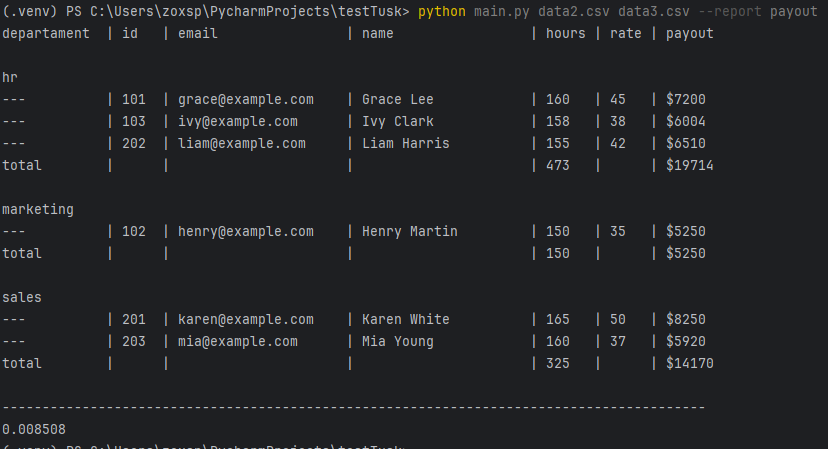 (.venv) PS C:\Users\zoxsp\PycharmProjects\testTusk> python main.py data2.csv data3.csv --report payout
departament | id | email | name | hours | rate | payout
hr
--- | 101 | grace@example.com | Grace Lee | 160 | 45 | $7200
--- | 103 | ivy@example.com | Ivy Clark | 158 | 38 | $6004
--- | 202 | liam@example.com | Liam Harris | 155 | 42 | $6510
total | | | | 473 | | $19714
marketing
--- | 102 | henry@example.com | Henry Martin | 150 | 35 | $5250
total | | | | 150 | | $5250
sales
--- | 201 | karen@example.com | Karen White | 165 | 50 | $8250
--- | 203 | mia@example.com | Mia Young | 160 | 37 | $5920
total | | | | 325 | | $14170
----------------------------------------------------------------------------------------
0.008508
(.venv) PS C:\Users\zoxsp\PycharmProjects\testTusk>